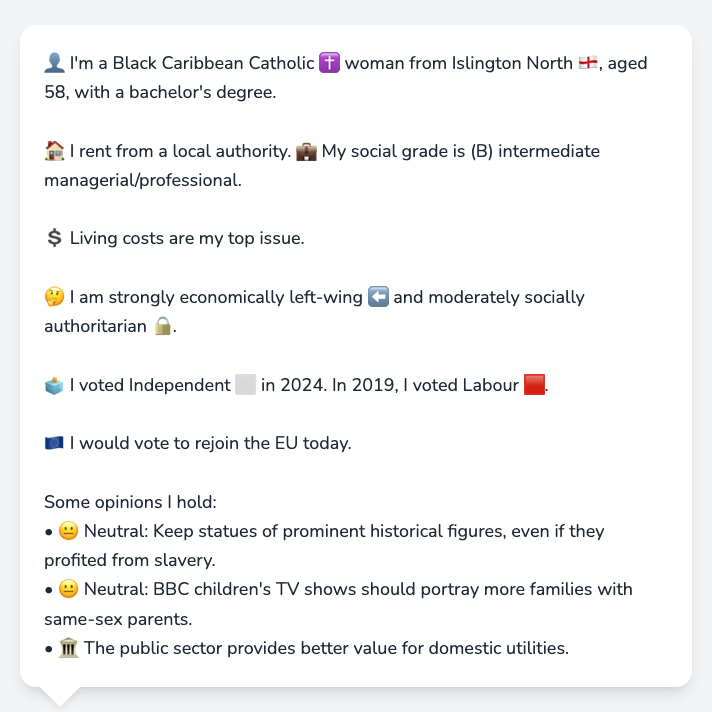 👤 I'm a Black Caribbean Catholic ✝️ woman from Islington North 🏴󠁧󠁢󠁥󠁮󠁧󠁿, aged
58, with a bachelor's degree.
🏠 I rent from a local authority. 💼 My social grade is (B) intermediate
managerial/professional.
💲 Living costs are my top issue.
🤔 I am strongly economically left-wing ⬅️ and moderately socially
authoritarian 🔒.
🗳️ I voted Independent ⬜ in 2024. In 2019, I voted Labour 🟥.
🇪🇺 I would vote to rejoin the EU today.
Some opinions I hold:
• 😐 Neutral: Keep statues of prominent historical figures, even if they
profited from slavery.
• 😐 Neutral: BBC children's TV shows should portray more families with
same-sex parents.
• 🏛️ The public sector provides better value for domestic utilities.